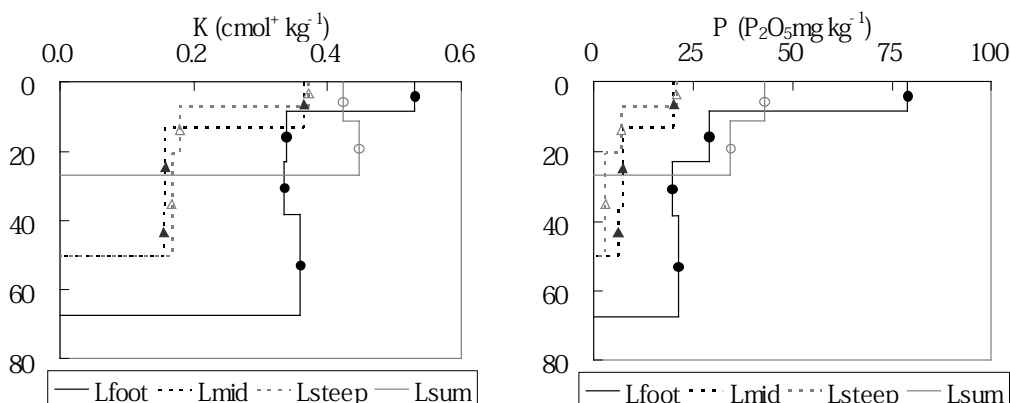 K (cmol⁺ kg⁻¹)
0.0 0.2 0.4 0.6
0
20
40
60
80
Lfoot Lmid Lsteep Lsum
P (P₂O₅mg kg⁻¹)
0 25 50 75 100
0
20
40
60
80
Lfoot Lmid Lsteep Lsum